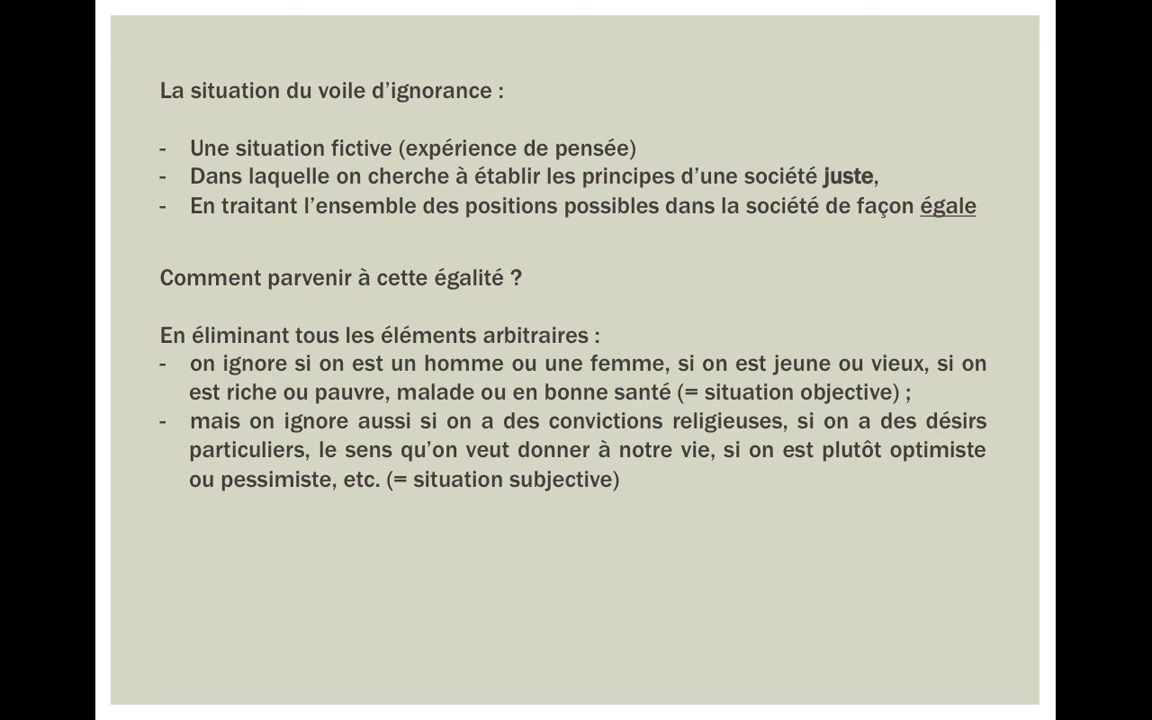 La situation du voile d’ignorance :
- Une situation fictive (expérience de pensée)
- Dans laquelle on cherche à établir les principes d’une société juste,
- En traitant l’ensemble des positions possibles dans la société de façon égale
Comment parvenir à cette égalité ?
En éliminant tous les éléments arbitraires :
- on ignore si on est un homme ou une femme, si on est jeune ou vieux, si on
est riche ou pauvre, malade ou en bonne santé (= situation objective) ;
- mais on ignore aussi si on a des convictions religieuses, si on a des désirs
particuliers, le sens qu’on veut donner à notre vie, si on est plutôt optimiste
ou pessimiste, etc. (= situation subjective)